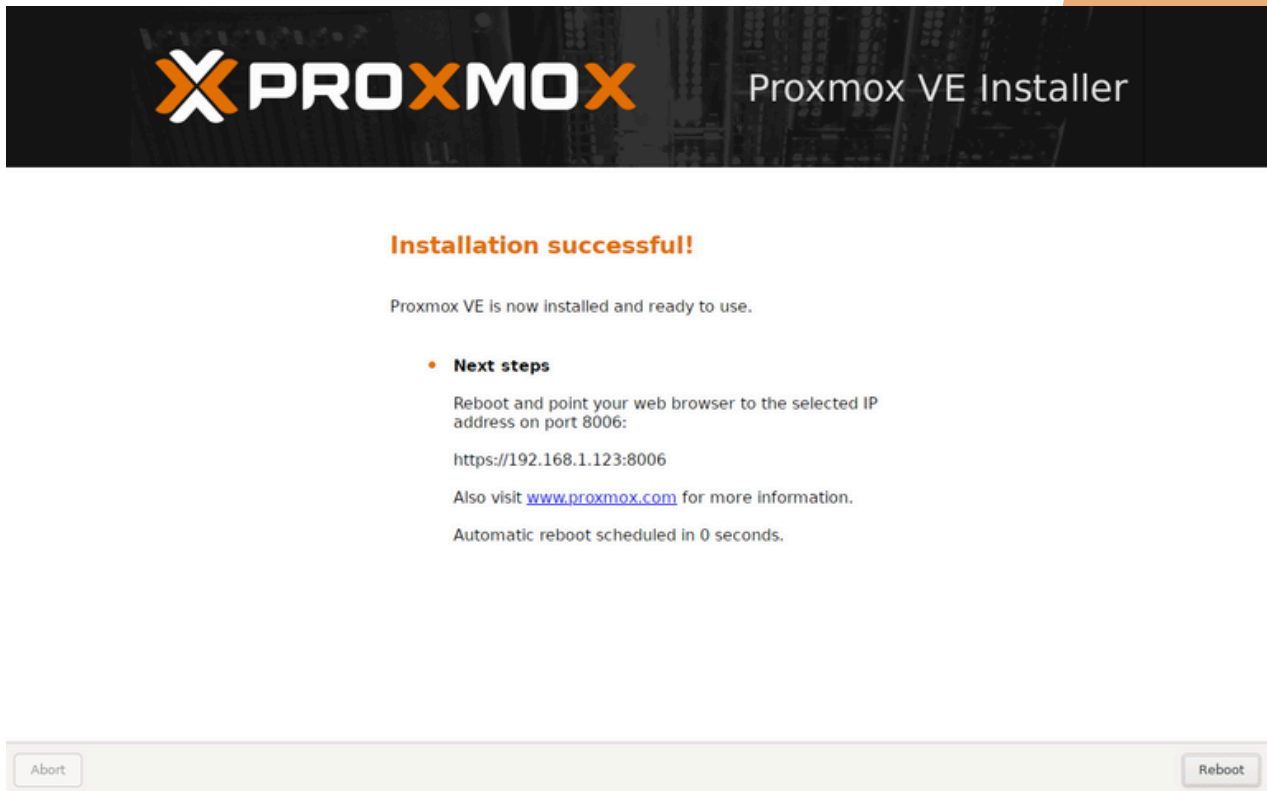 PROXMOX
Proxmox VE Installer
Installation successful!
Proxmox VE is now installed and ready to use.
• Next steps
Reboot and point your web browser to the selected IP
address on port 8006:
https://192.168.1.123:8006
Also visit www.proxmox.com for more information.
Automatic reboot scheduled in 0 seconds.
Abort
Reboot